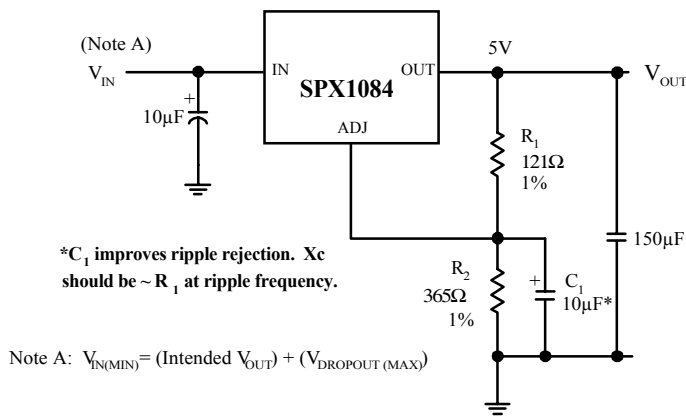 (Note A)
V_IN
IN
OUT
SPX1084
ADJ
5V
V_OUT
+
10µF
R_1
121Ω
1%
*C_1 improves ripple rejection. Xc
should be ~ R_1 at ripple frequency.
150µF
R_2
365Ω
1%
+
C_1
10µF*
Note A: V_IN(MIN)= (Intended V_OUT) + (V_DROPOUT (MAX))